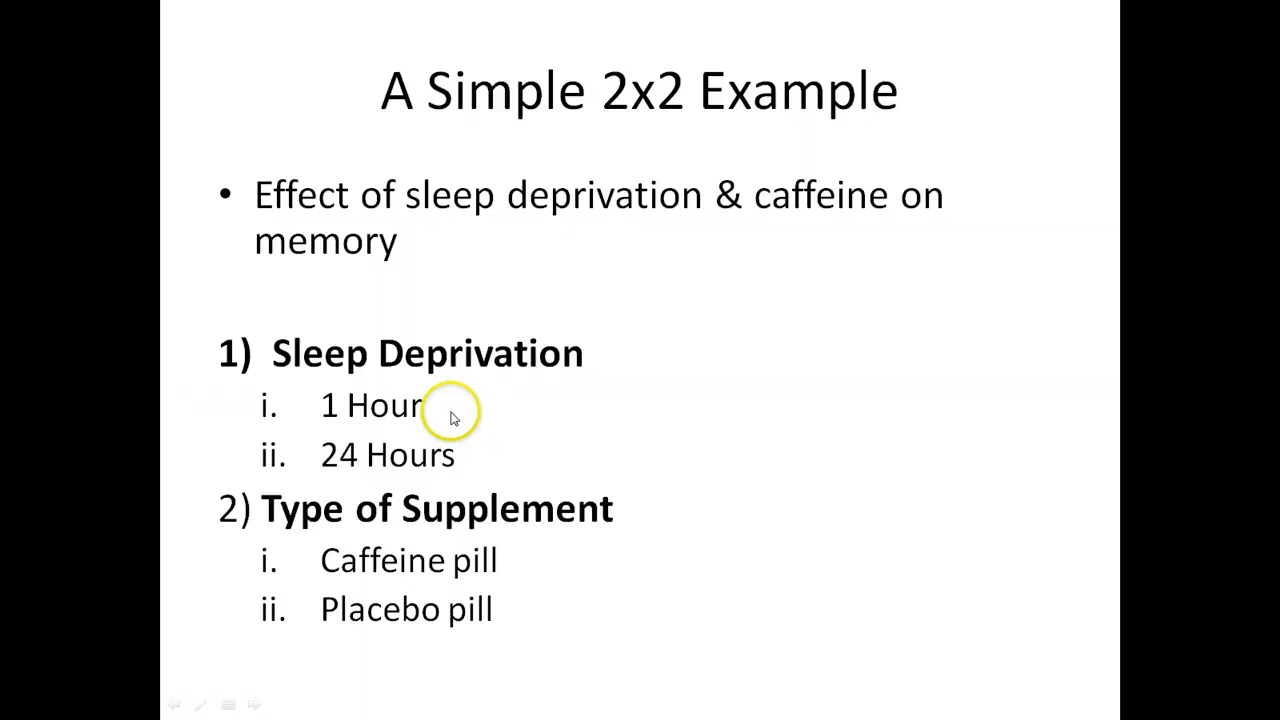 A Simple 2x2 Example
• Effect of sleep deprivation & caffeine on
memory
1) Sleep Deprivation
i. 1 Hour
ii. 24 Hours
2) Type of Supplement
i. Caffeine pill
ii. Placebo pill